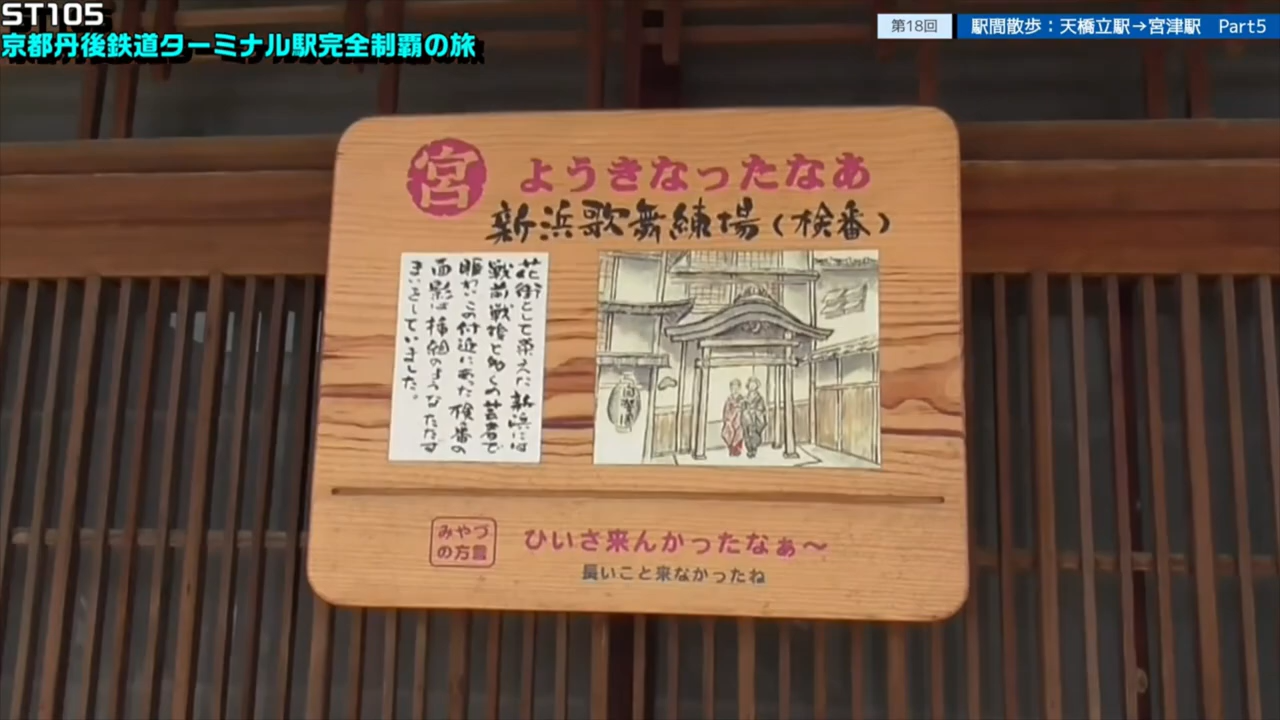 ST105
京都丹後鉄道ターミナル駅完全制覇の旅
第18回
駅間散歩：天橋立駅→宮津駅 Part5
宮
ようきなったなあ
新浜歌舞練場（検番）
花街として栄えた新浜には
戦前戦後と多くの芸者で
賑わいこの付近にあった検番の
面影は挿絵のようなたたず
まいをしていました。
みやづ
の方言
ひいさ来んかったなぁ〜
長いこと来なかったね